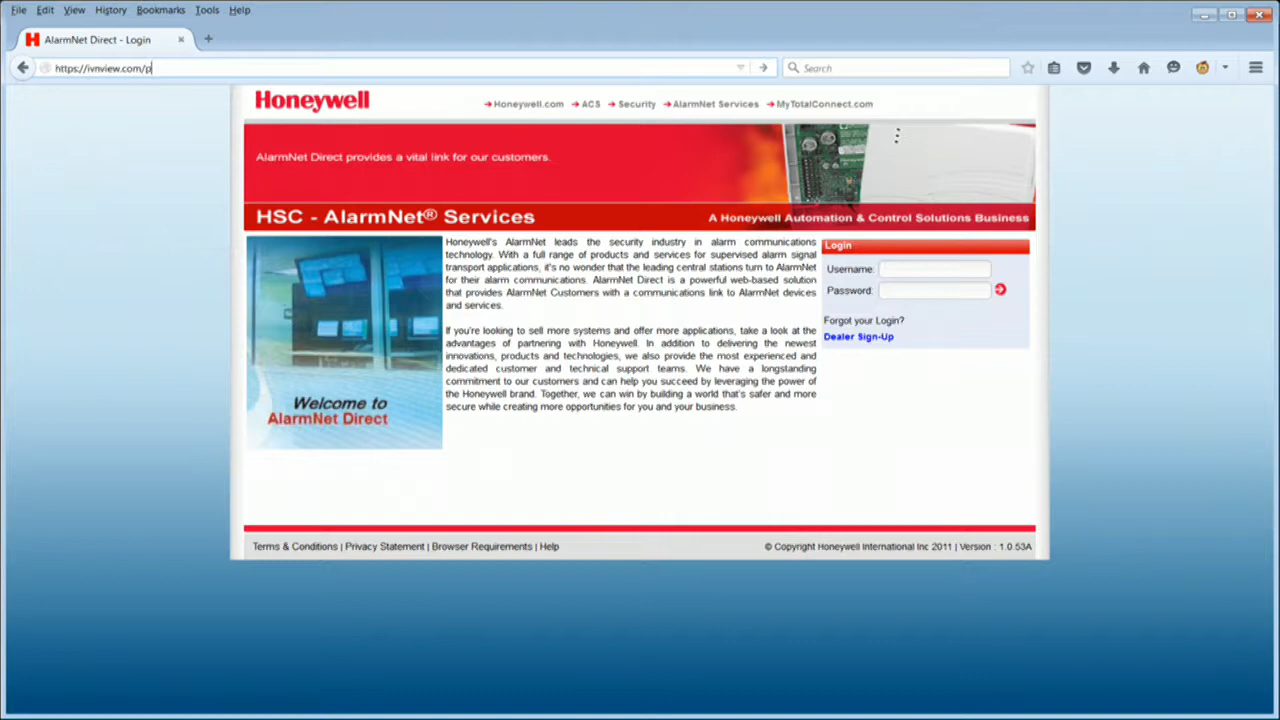 File Edit View History Bookmarks Tools Help
AlarmNet Direct - Login
https://ivnview.com/p
Search
Honeywell
Honeywell.com ACS Security AlarmNet Services MyTotalConnect.com
AlarmNet Direct provides a vital link for our customers.
HSC - AlarmNet® Services
A Honeywell Automation & Control Solutions Business
Welcome to
AlarmNet Direct
Honeywell's AlarmNet leads the security industry in alarm communications
technology. With a full range of products and services for supervised alarm signal
transport applications, it's no wonder that the leading central stations turn to AlarmNet
for their alarm communications. AlarmNet Direct is a powerful web-based solution
that provides AlarmNet Customers with a communications link to AlarmNet devices
and services.
If you're looking to sell more systems and offer more applications, take a look at the
advantages of partnering with Honeywell. In addition to delivering the newest
innovations, products and technologies, we also provide the most experienced and
dedicated customer and technical support teams. We have a longstanding
commitment to our customers and can help you succeed by leveraging the power of
the Honeywell brand. Together, we can win by building a world that's safer and more
secure while creating more opportunities for you and your business.
Login
Username:
Password:
Forgot your Login?
Dealer Sign-Up
Terms & Conditions | Privacy Statement | Browser Requirements | Help
© Copyright Honeywell International Inc 2011 | Version : 1.0.53A